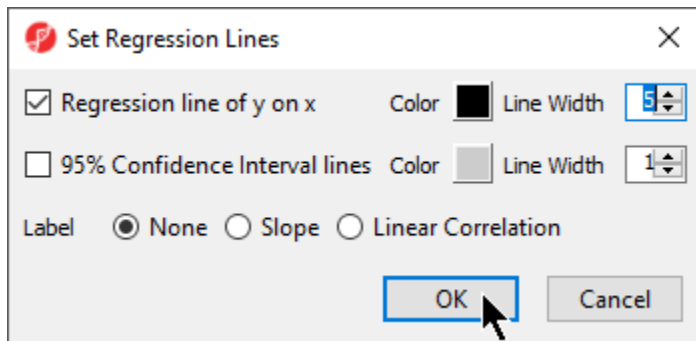 Set Regression Lines
Regression line of y on x Color Line Width 5
95% Confidence Interval lines Color Line Width 1
Label None Slope Linear Correlation
OK Cancel